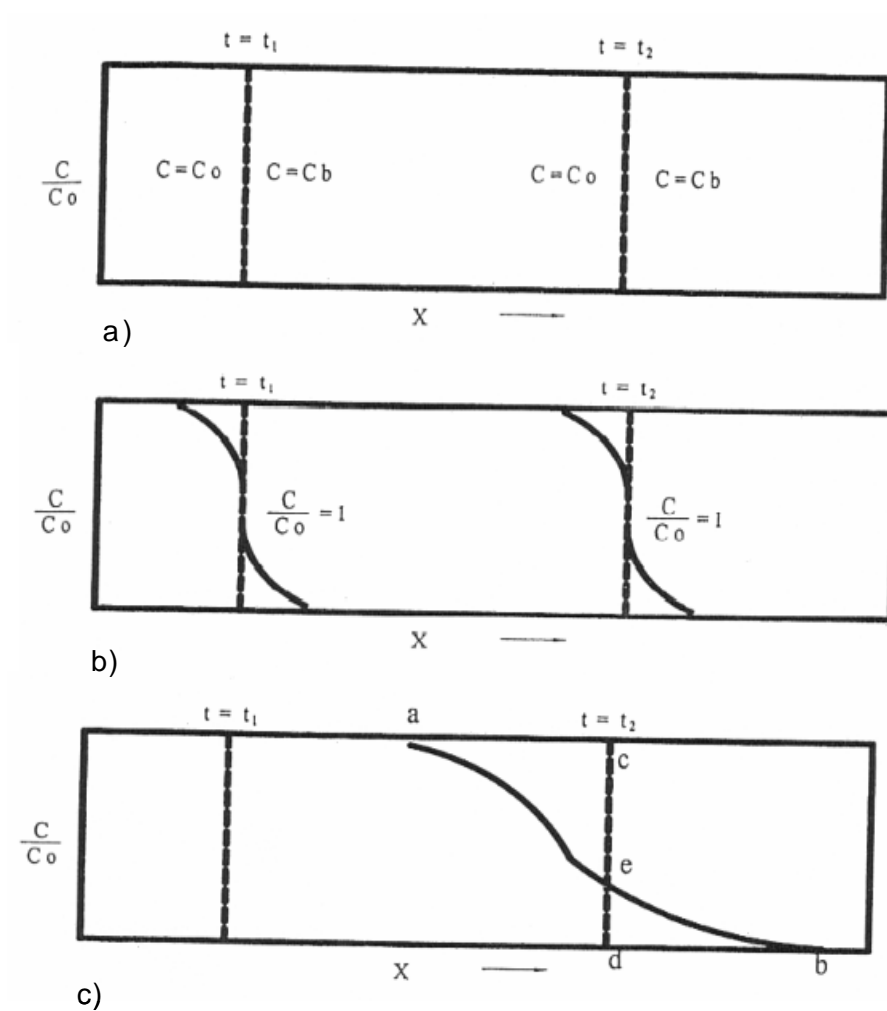 t = t₁ t = t₂
C/Co C=Co C=Cb C=Co C=Cb
X
a)
t = t₁ t = t₂
C/Co C/Co = 1 C/Co = 1
X
b)
t = t₁ a t = t₂
c
C/Co e
X d b
c)